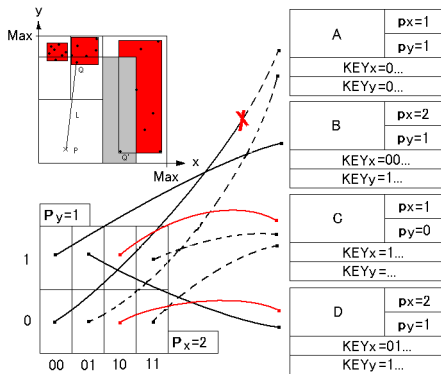 y
Max
Q
L
P
Q'
x
Max
A
px=1
py=1
KEYx=0...
KEYy=0...
B
px=2
py=1
KEYx=00...
KEYy=1...
C
px=1
py=0
KEYx=1...
KEYy=...
D
px=2
py=1
KEYx=01...
KEYy=1...
Py=1
1
0
Px=2
00 01 10 11